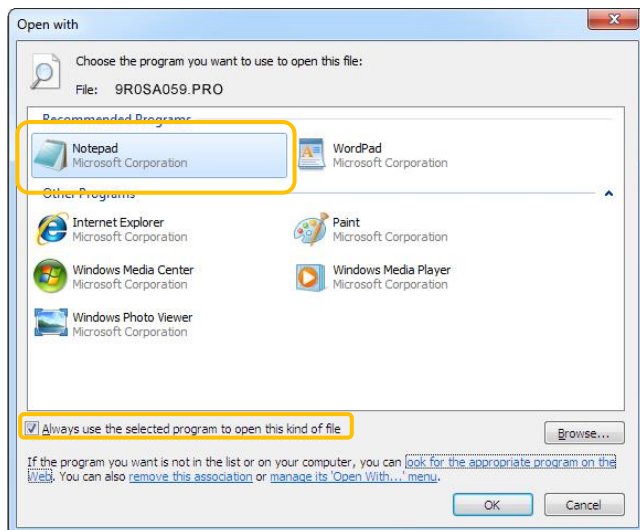 Open with
Choose the program you want to use to open this file:
File: 9R0SA059.PRO
Recommended Programs
Notepad
Microsoft Corporation
WordPad
Microsoft Corporation
Other Programs
Internet Explorer
Microsoft Corporation
Paint
Microsoft Corporation
Windows Media Center
Microsoft Corporation
Windows Media Player
Microsoft Corporation
Windows Photo Viewer
Microsoft Corporation
Always use the selected program to open this kind of file
Browse...
If the program you want is not in the list or on your computer, you can look for the appropriate program on the
Web. You can also remove this association or manage its 'Open With...' menu.
OK
Cancel